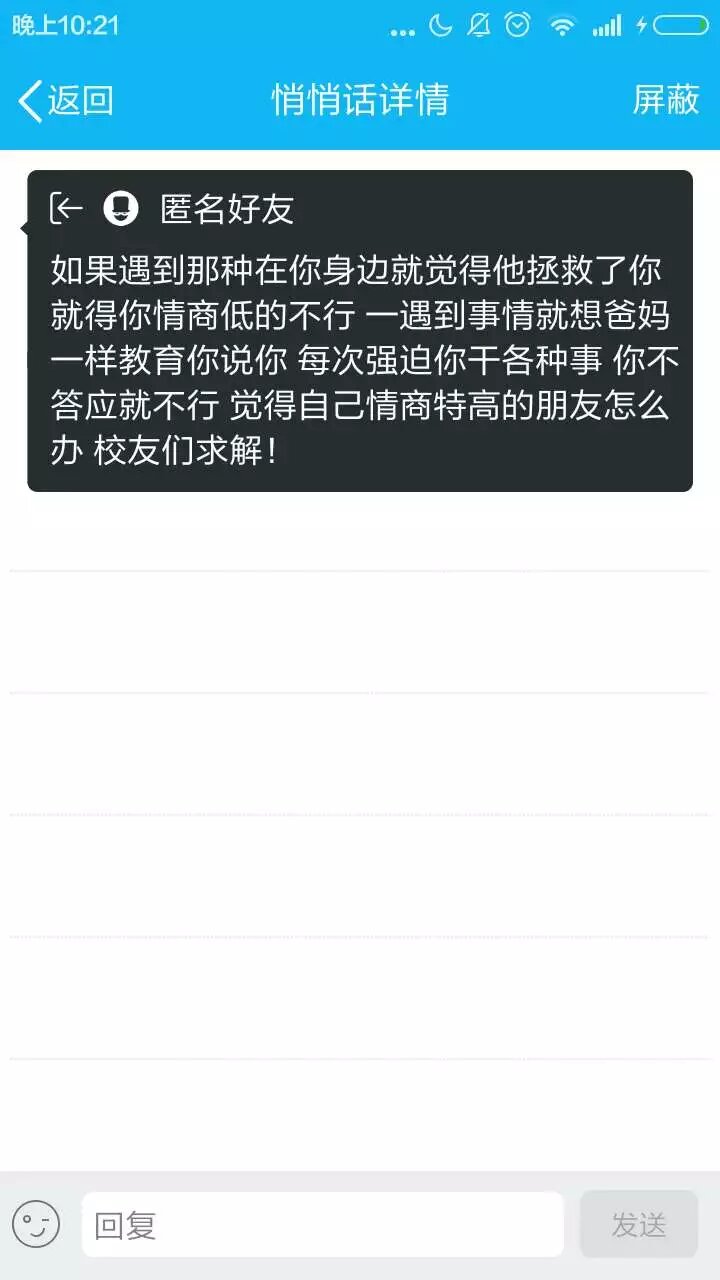 晚上10:21
返回 悄悄话详情 屏蔽
匿名好友
如果遇到那种在你身边就觉得他拯救了你
就得你情商低的不行 一遇到事情就想爸妈
一样教育你说你 每次强迫你干各种事 你不
答应就不行 觉得自己情商特高的朋友怎么
办 校友们求解！
回复 发送